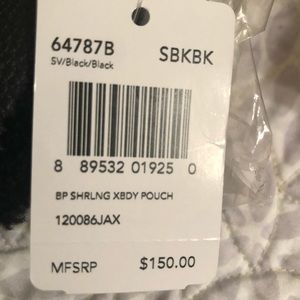 64787B SBKBK
SV/Black/Black
8 89532 01925 0
BP SHRLNG XBDY POUCH
120086JAX
MFSRP $150.00